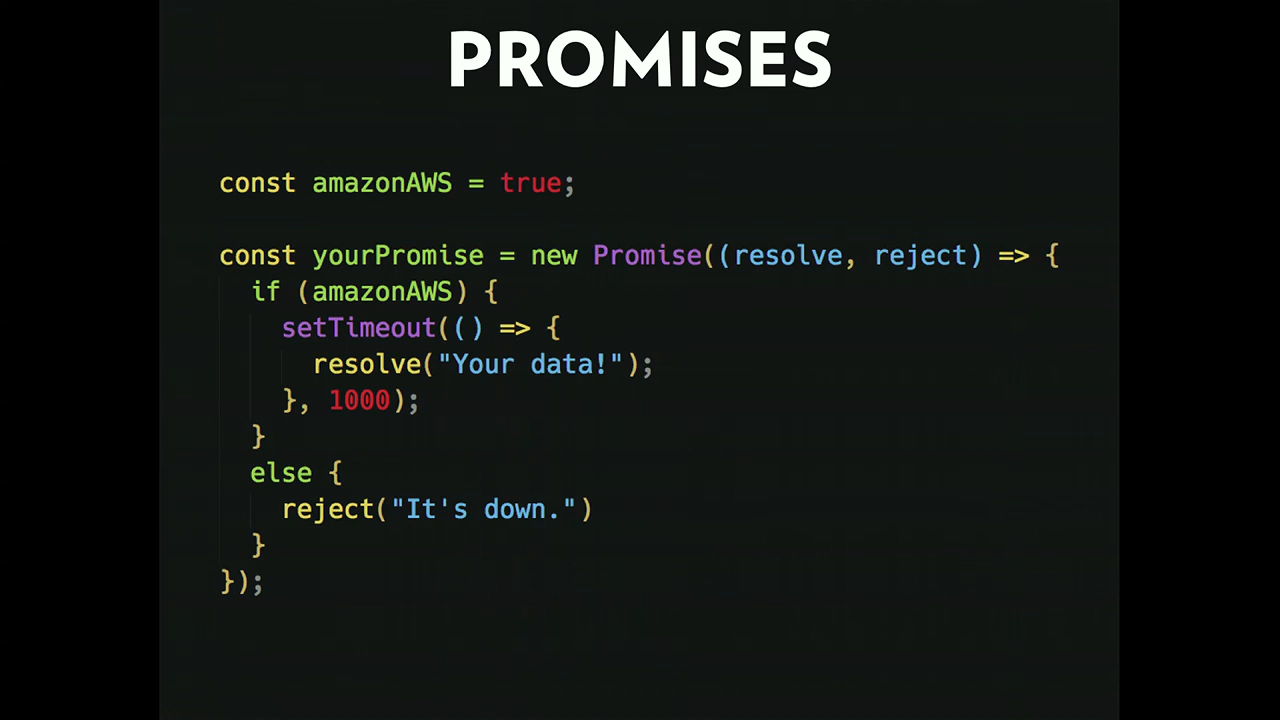 PROMISES
const amazonAWS = true;
const yourPromise = new Promise((resolve, reject) => {
if (amazonAWS) {
setTimeout(() => {
resolve("Your data!");
}, 1000);
}
else {
reject("It's down.")
}
});